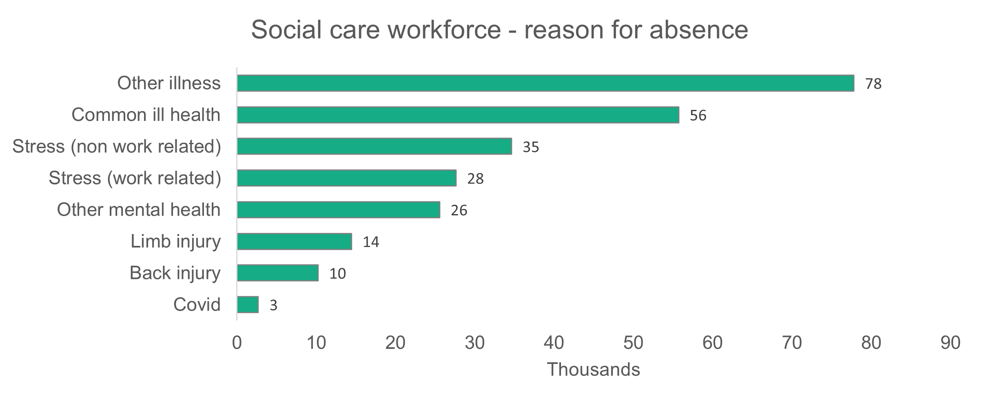 Social care workforce - reason for absence
Other illness 78
Common ill health 56
Stress (non work related) 35
Stress (work related) 28
Other mental health 26
Limb injury 14
Back injury 10
Covid 3
0 10 20 30 40 50 60 70 80 90
Thousands